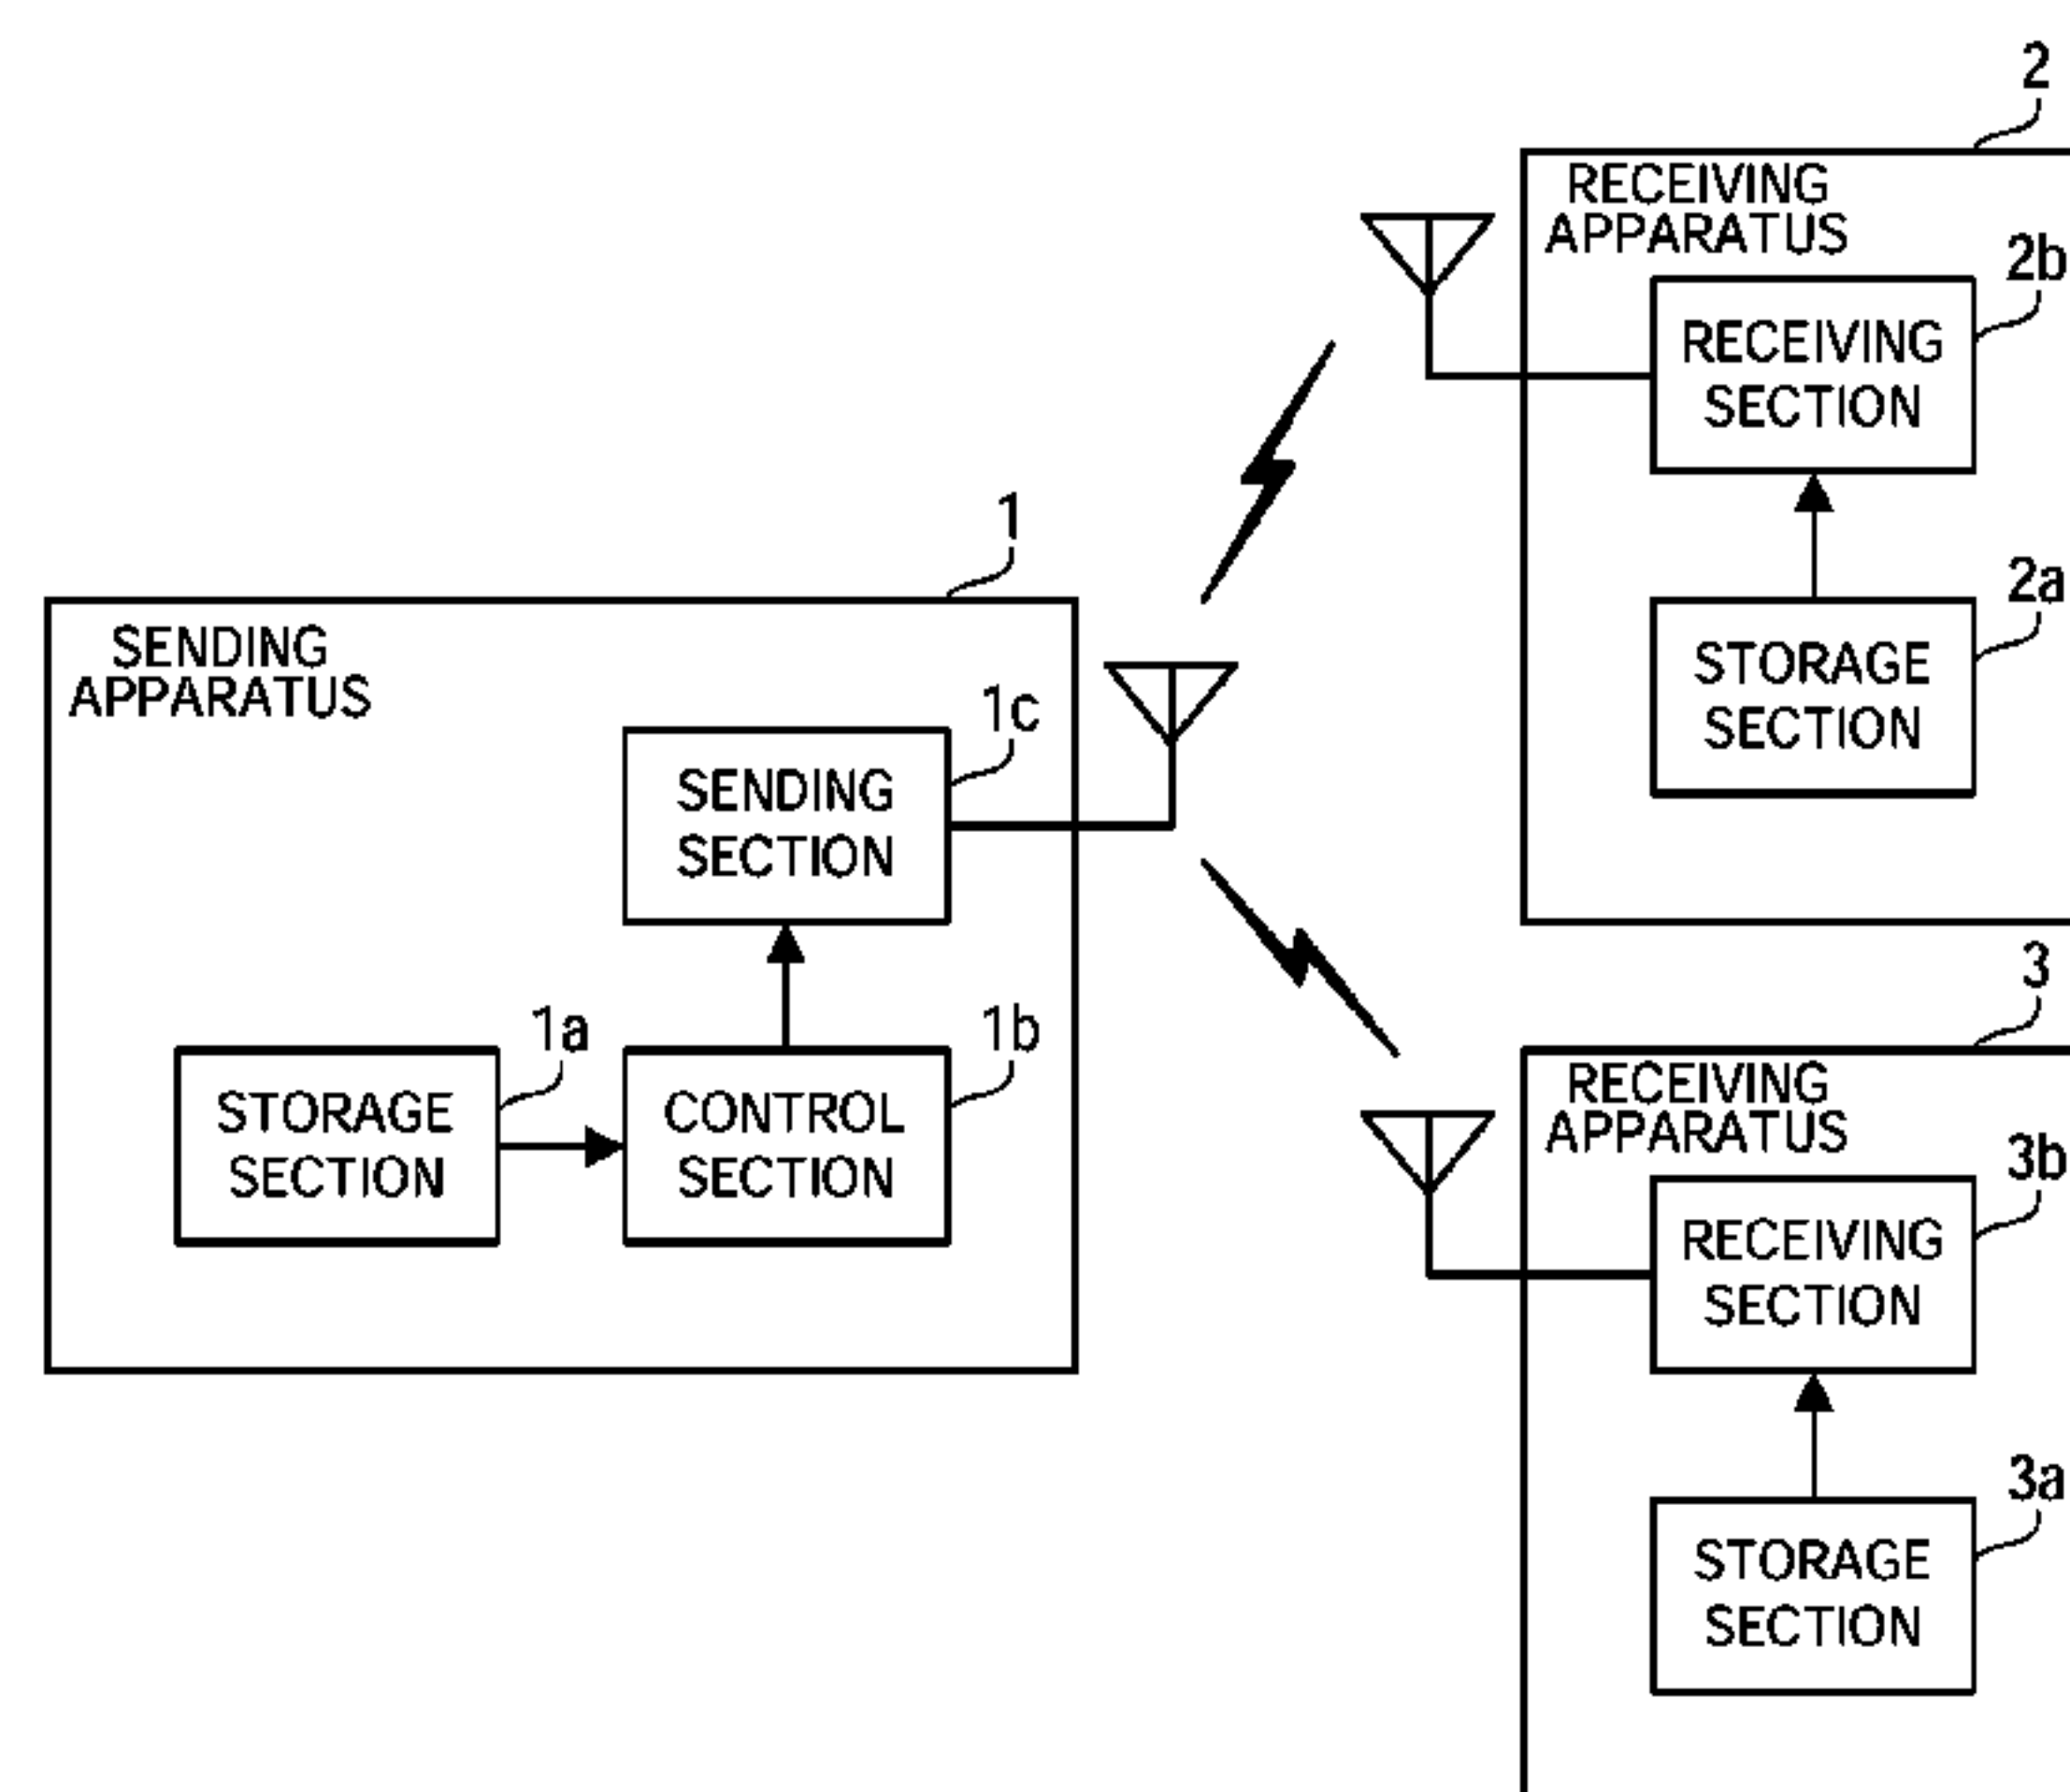 2
RECEIVING
APPARATUS
2b
RECEIVING
SECTION
2a
STORAGE
SECTION
1
SENDING
APPARATUS
1c
SENDING
SECTION
1a
STORAGE
SECTION
1b
CONTROL
SECTION
3
RECEIVING
APPARATUS
3b
RECEIVING
SECTION
3a
STORAGE
SECTION